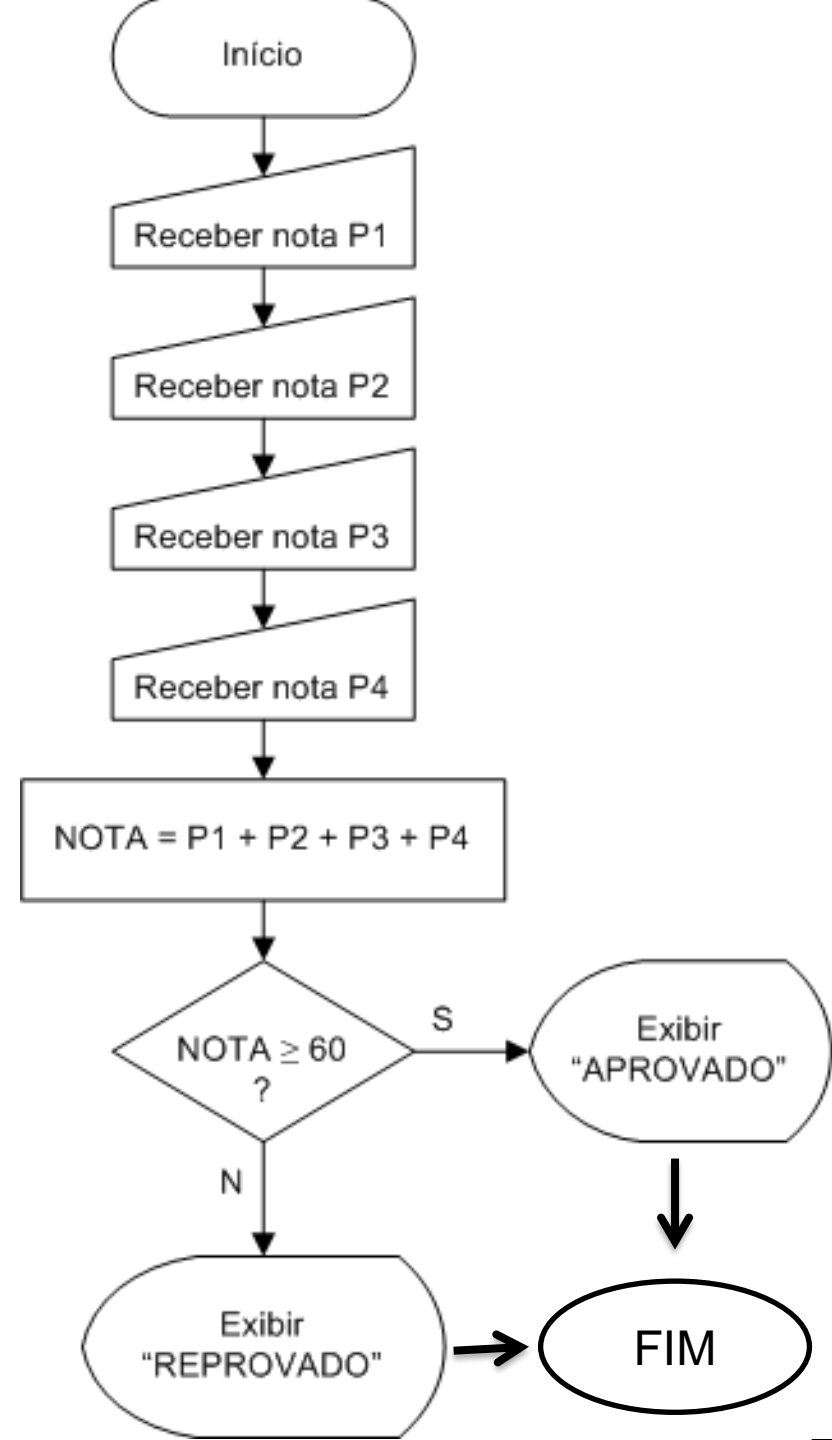 Início
Receber nota P1
Receber nota P2
Receber nota P3
Receber nota P4
NOTA = P1 + P2 + P3 + P4
NOTA ≥ 60
?
S
Exibir
“APROVADO”
N
Exibir
“REPROVADO”
FIM